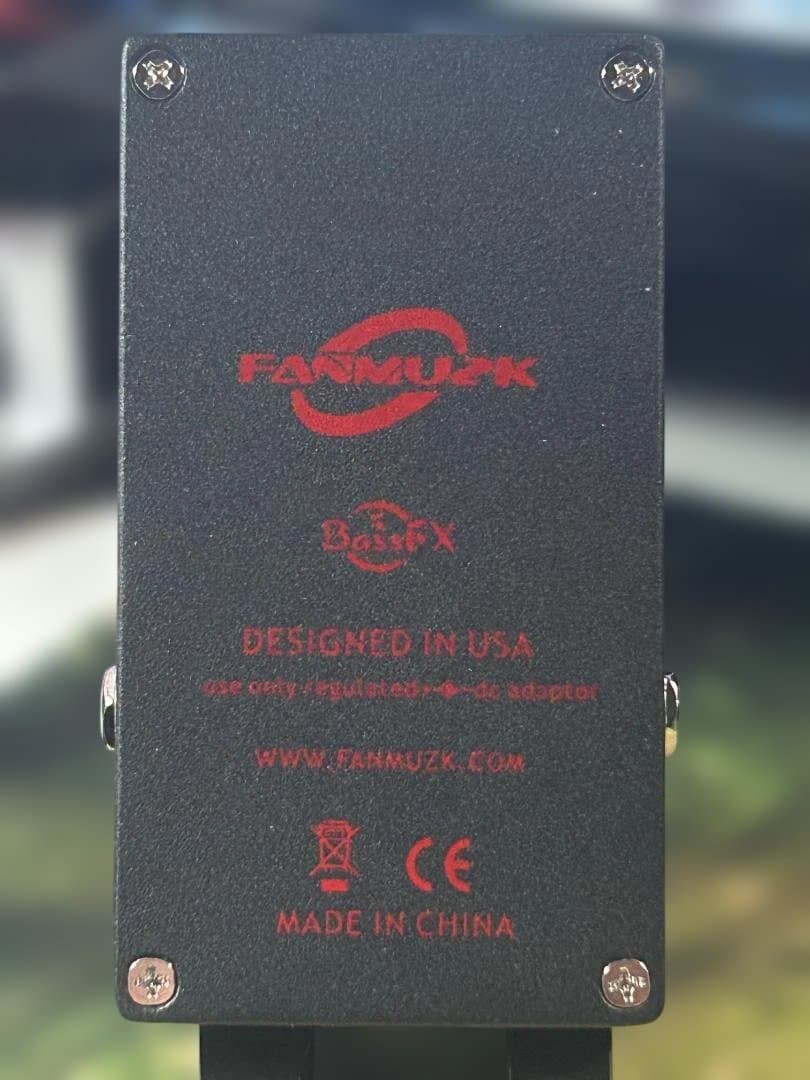 FANMUZK
BassFX
DESIGNED IN USA
use only regulated dc adaptor
WWW.FANMUZK.COM
CE
MADE IN CHINA